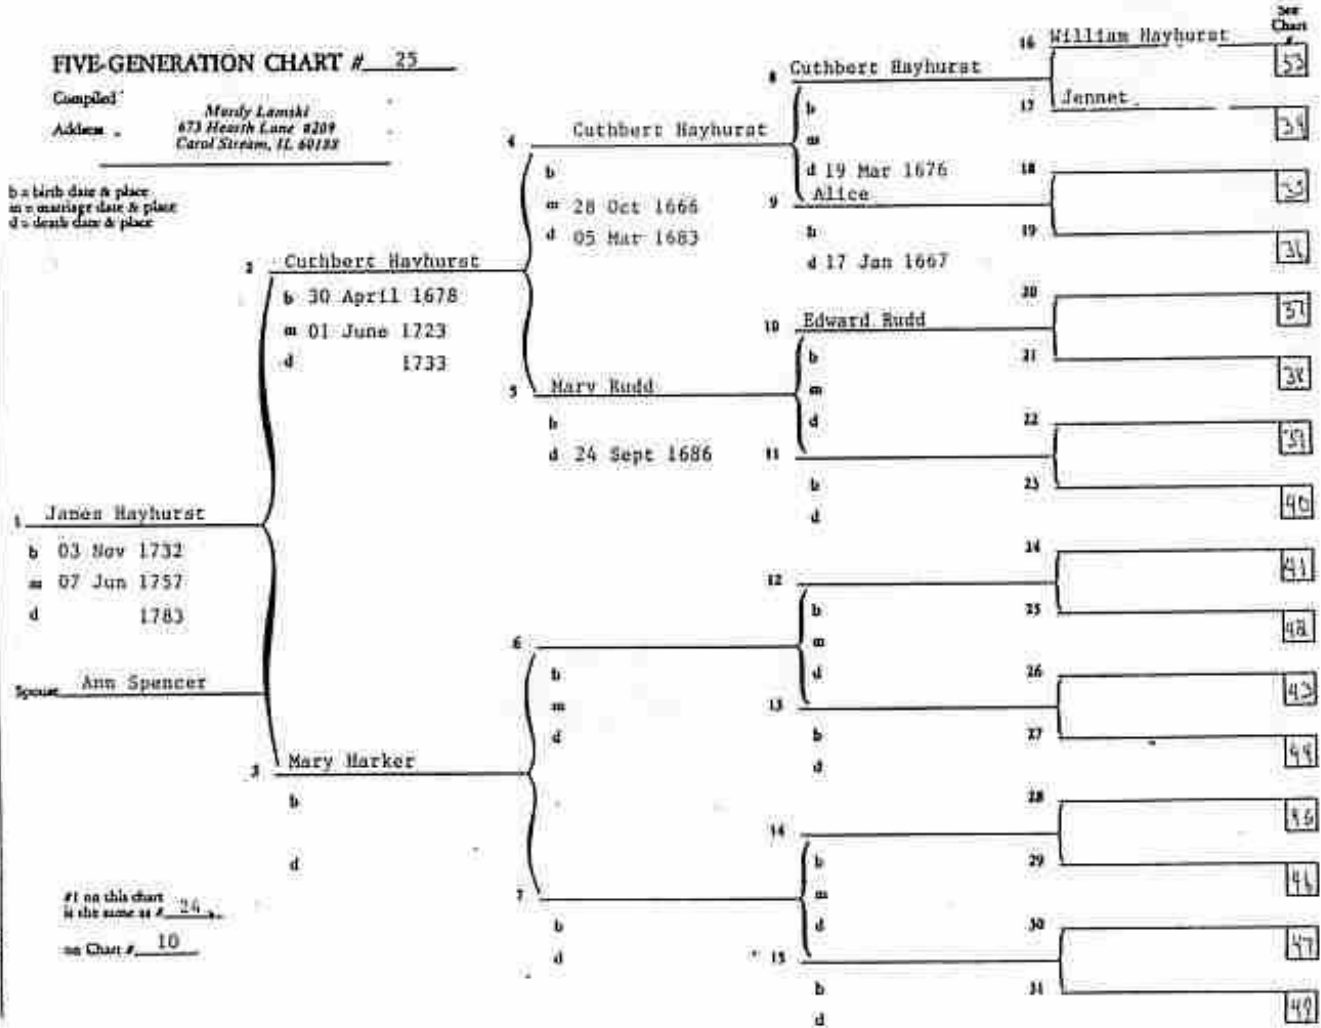 FIVE-GENERATION CHART # 25
Compiled
Address
673 Hearth Lane #209
Carol Stream, IL 60188
b = birth date & place
m = marriage date & place
d = death date & place
1 James Hayhurst
b 03 Nov 1732
m 07 Jun 1757
d 1783
Spouse Ann Spencer
#1 on this chart
is the same as # 24
on Chart # 10
2 Cuthbert Hayhurst
b 30 April 1678
m 01 June 1723
d 1733
3 Mary Harker
b
d
4 Cuthbert Hayhurst
b
m 28 Oct 1666
d 05 Mar 1683
5 Mary Rudd
b
d 24 Sept 1686
6
b
m
d
7
b
d
8 Cuthbert Hayhurst
b
m
d 19 Mar 1676
9 Alice
b
d 17 Jan 1667
10 Edward Rudd
b
m
d
11
b
d
12
b
m
d
13
b
d
14
b
m
d
15
b
d
See
Chart
#
16 William Hayhurst
17 Jennet
34
18
35
19
36
20
37
21
38
22
39
23
40
24
41
25
42
26
43
27
44
28
45
29
46
30
47
31